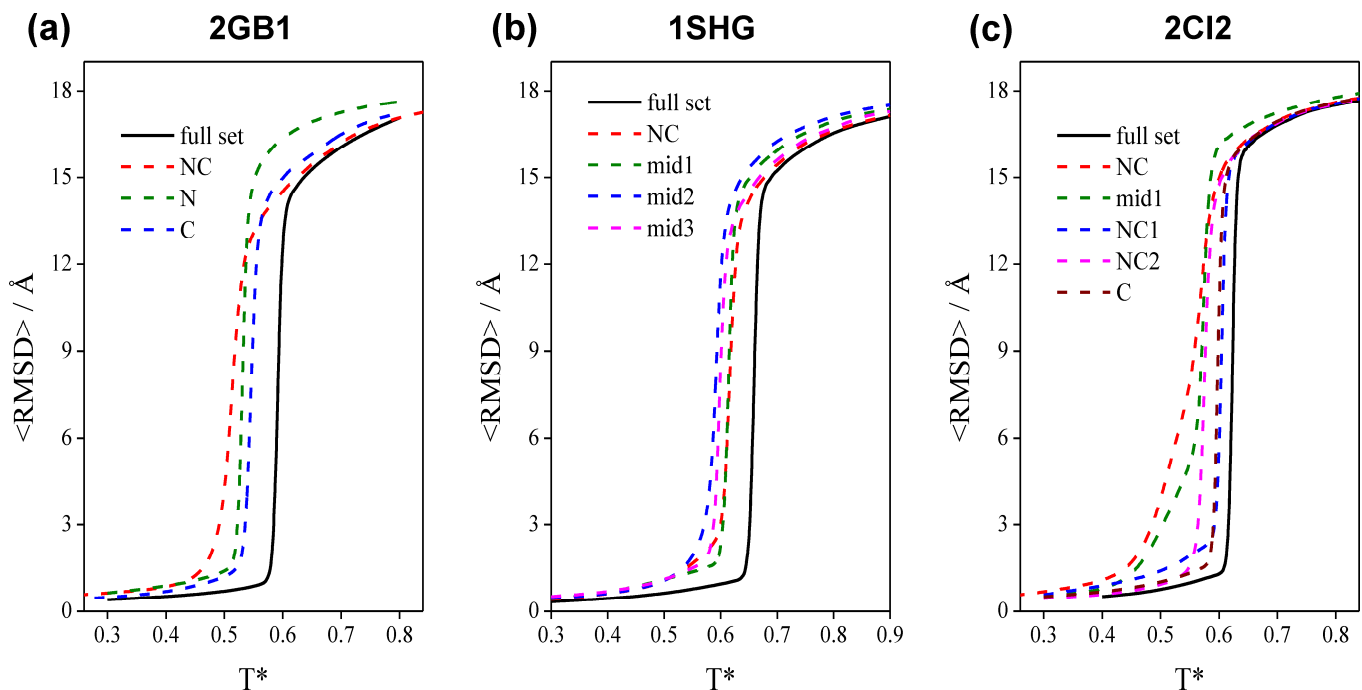 (a) 2GB1
<RMSD> / Å
18
15
12
9
6
3
0
full set
NC
N
C
0.3 0.4 0.5 0.6 0.7 0.8
T*
(b) 1SHG
<RMSD> / Å
18
15
12
9
6
3
0
full sct
NC
mid1
mid2
mid3
0.3 0.4 0.5 0.6 0.7 0.8 0.9
T*
(c) 2CI2
<RMSD> / Å
18
15
12
9
6
3
0
full set
NC
mid1
NC1
NC2
C
0.3 0.4 0.5 0.6 0.7 0.8
T*